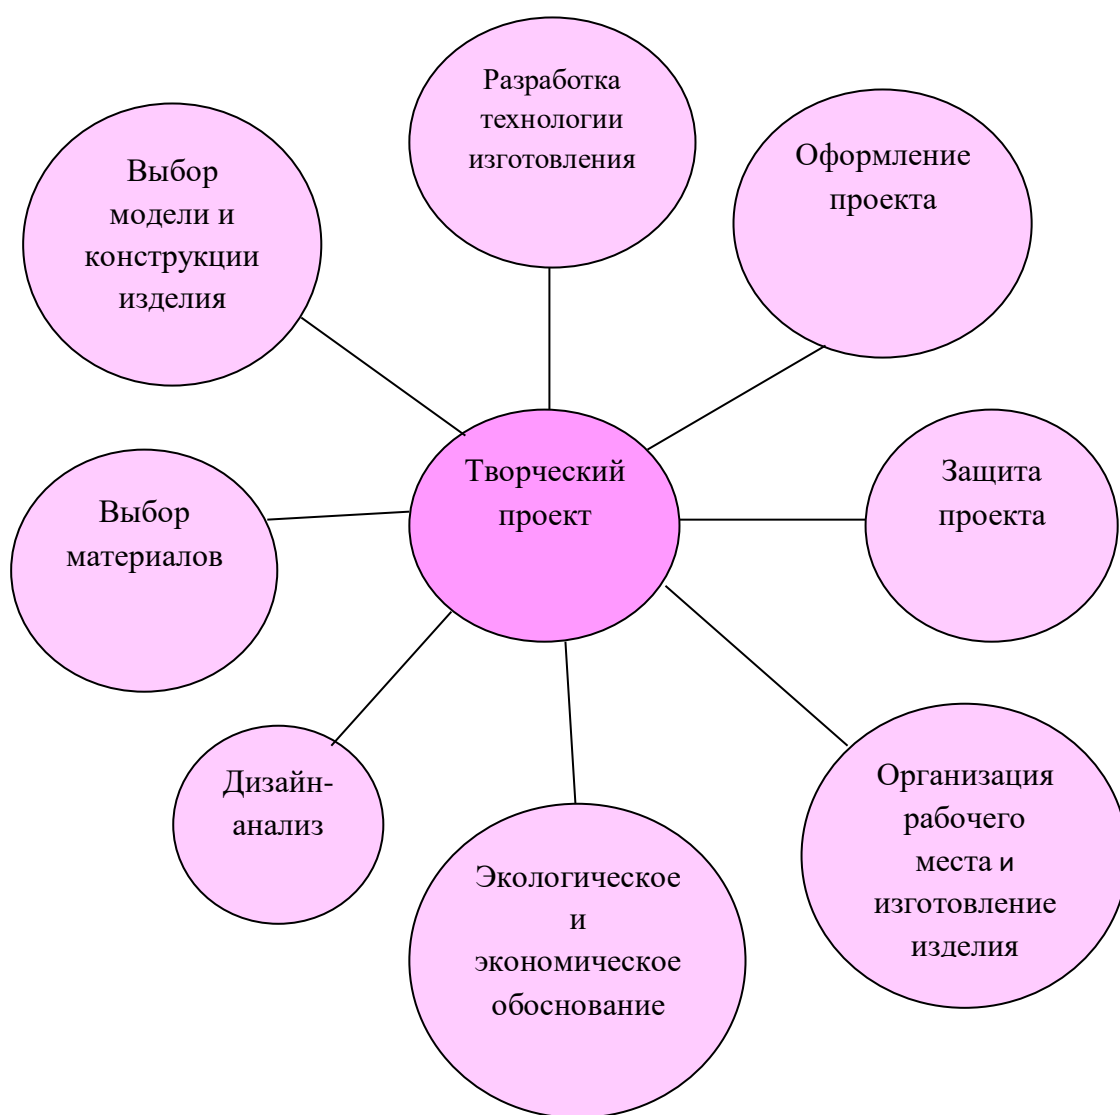 Разработка
технологии
изготовления
Оформление
проекта
Выбор
модели и
конструкции
изделия
Творческий
проект
Защита
проекта
Выбор
материалов
Дизайн-
анализ
Организация
рабочего
места и
изготовление
изделия
Экологическое
и
экономическое
обоснование